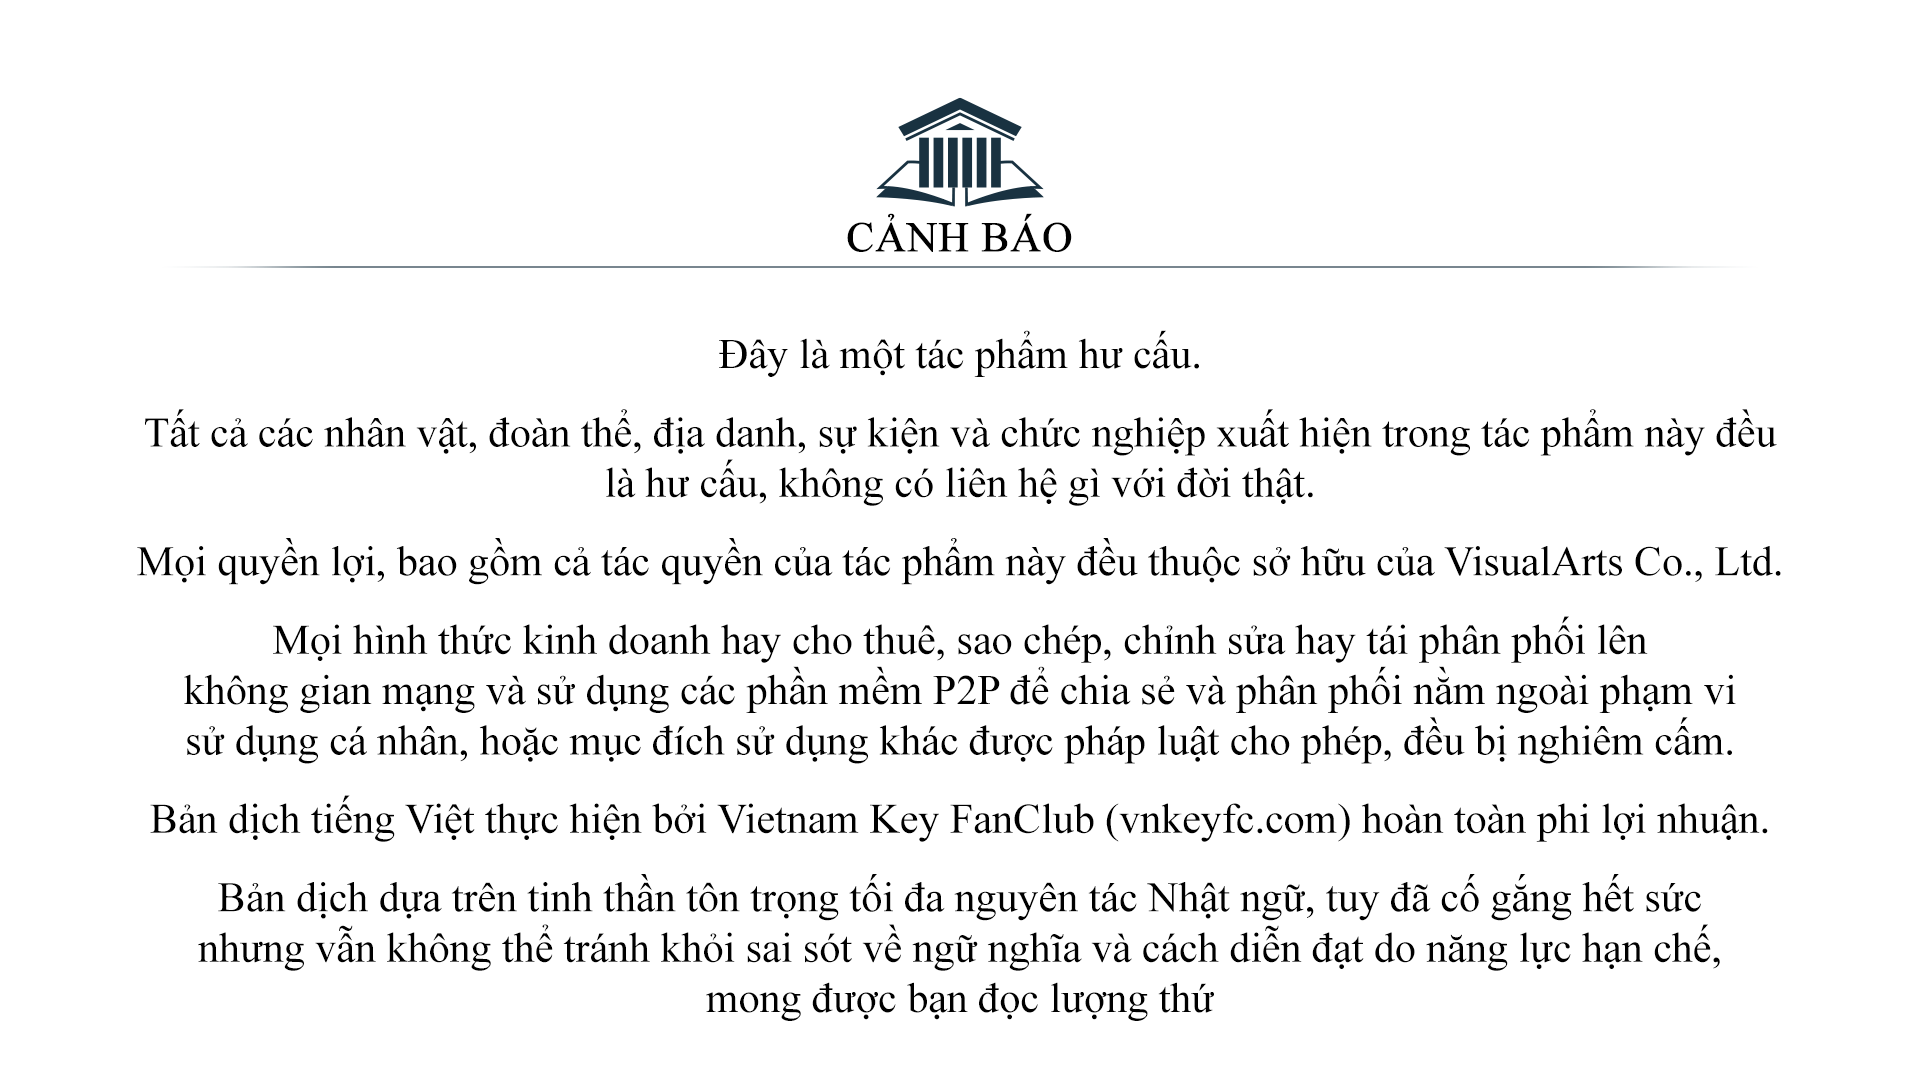 CẢNH BÁO
Đây là một tác phẩm hư cấu.
Tất cả các nhân vật, đoàn thể, địa danh, sự kiện và chức nghiệp xuất hiện trong tác phẩm này đều
là hư cấu, không có liên hệ gì với đời thật.
Mọi quyền lợi, bao gồm cả tác quyền của tác phẩm này đều thuộc sở hữu của VisualArts Co., Ltd.
Mọi hình thức kinh doanh hay cho thuê, sao chép, chỉnh sửa hay tái phân phối lên
không gian mạng và sử dụng các phần mềm P2P để chia sẻ và phân phối nằm ngoài phạm vi
sử dụng cá nhân, hoặc mục đích sử dụng khác được pháp luật cho phép, đều bị nghiêm cấm.
Bản dịch tiếng Việt thực hiện bởi Vietnam Key FanClub (vnkeyfc.com) hoàn toàn phi lợi nhuận.
Bản dịch dựa trên tinh thần tôn trọng tối đa nguyên tác Nhật ngữ, tuy đã cố gắng hết sức
nhưng vẫn không thể tránh khỏi sai sót về ngữ nghĩa và cách diễn đạt do năng lực hạn chế,
mong được bạn đọc lượng thứ